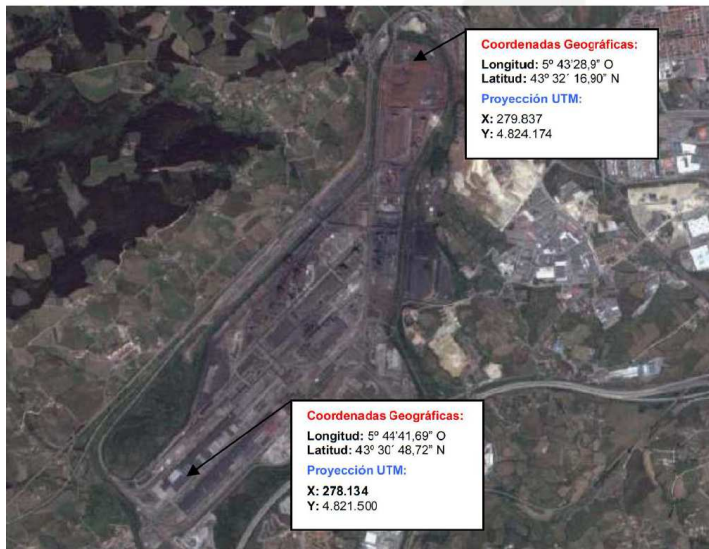 Coordenadas Geográficas:
Longitud: 5º 43'28,9" O
Latitud: 43º 32´ 16,90" N
Proyección UTM:
X: 279.837
Y: 4.824.174
Coordenadas Geográficas:
Longitud: 5º 44'41,69" O
Latitud: 43º 30´ 48,72" N
Proyección UTM:
X: 278.134
Y: 4.821.500